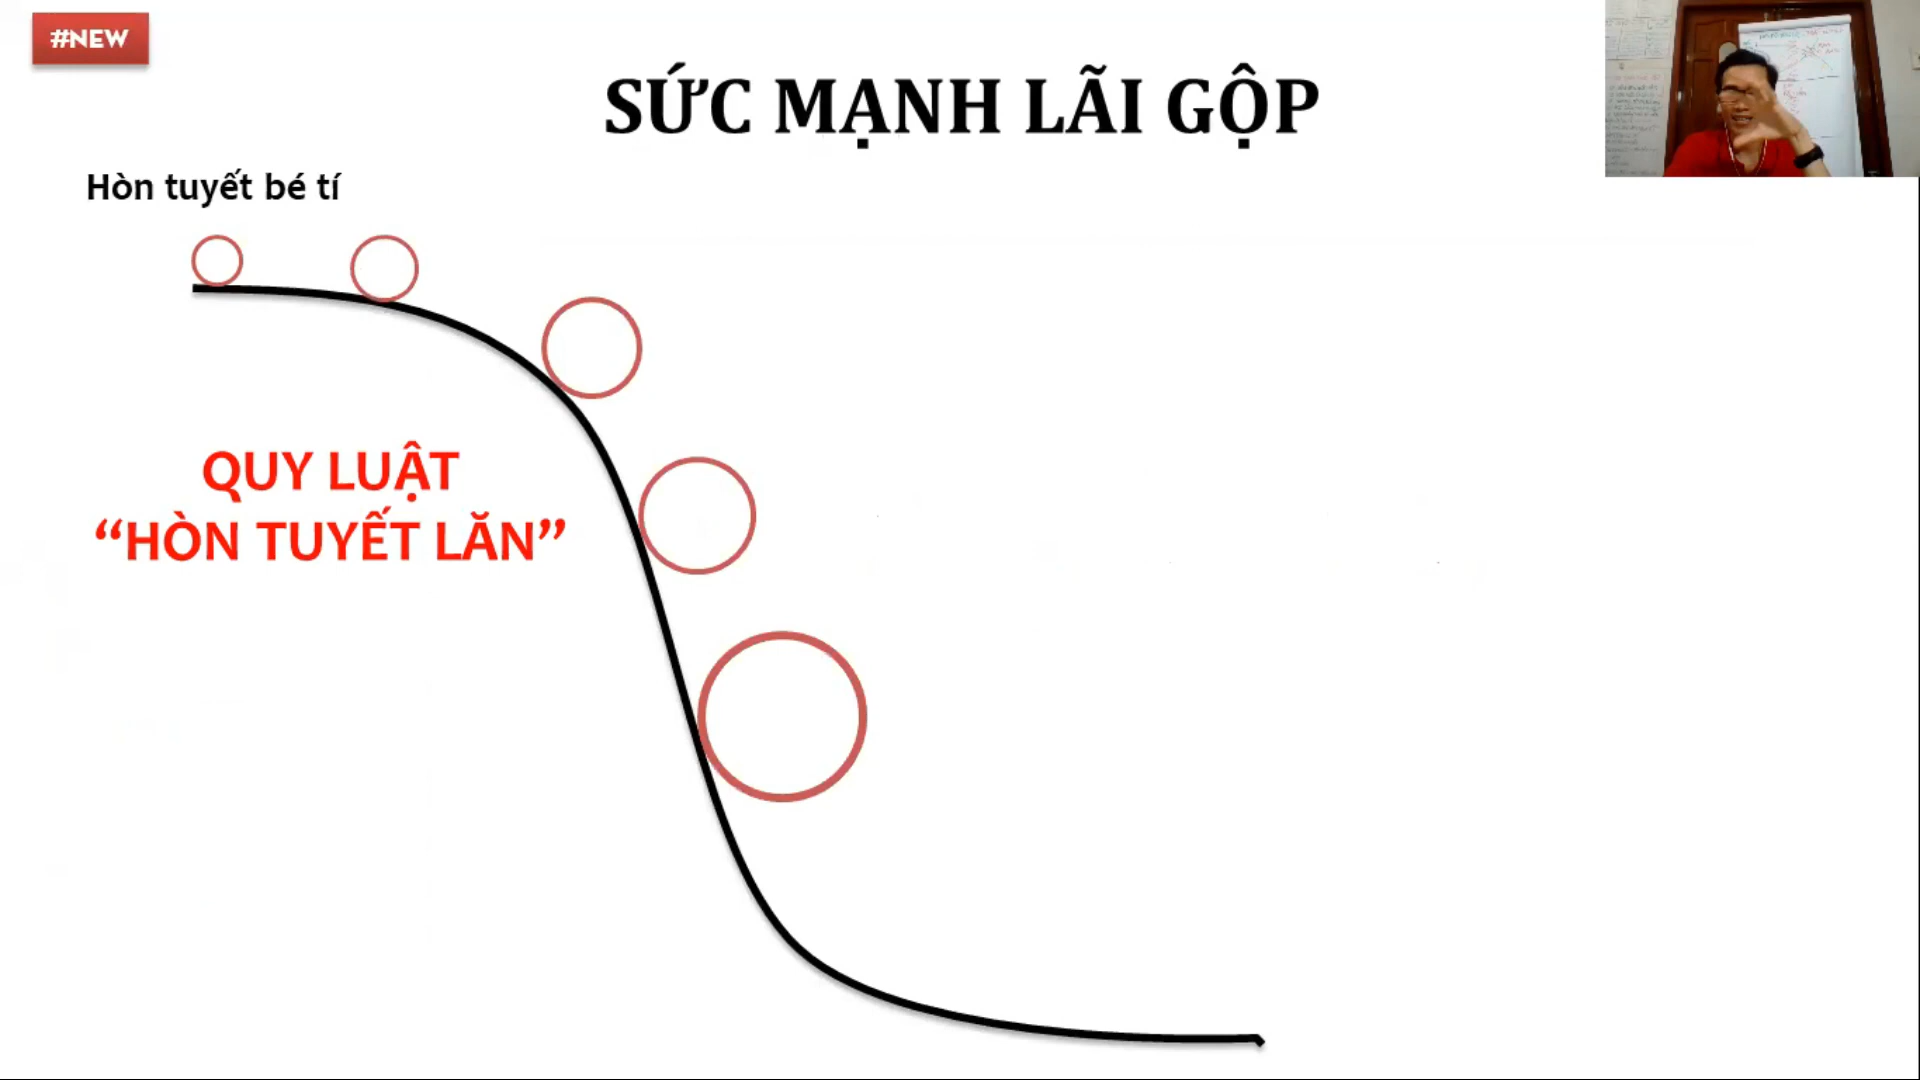 #NEW
SỨC MẠNH LÃI GỘP
Hòn tuyết bé tí
QUY LUẬT
“HÒN TUYẾT LĂN”